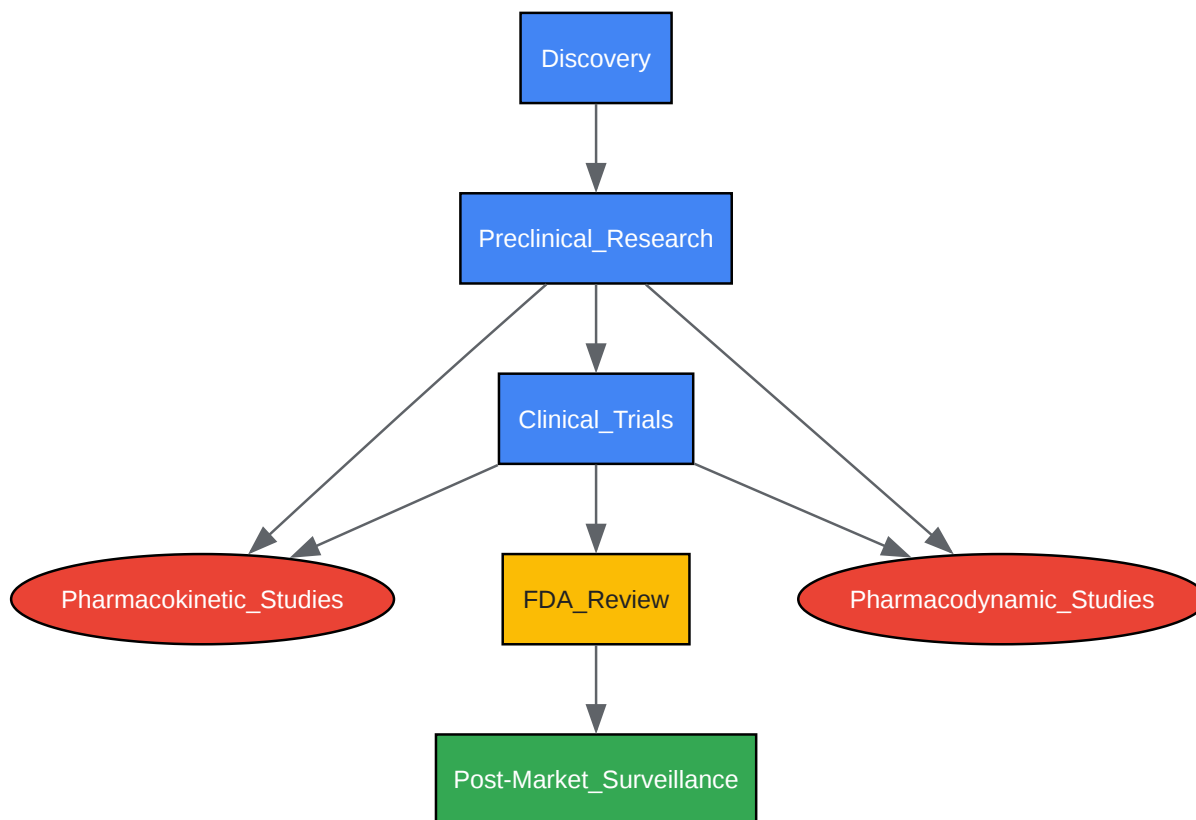 Discovery
Preclinical_Research
Clinical_Trials
Pharmacokinetic_Studies
FDA_Review
Pharmacodynamic_Studies
Post-Market_Surveillance